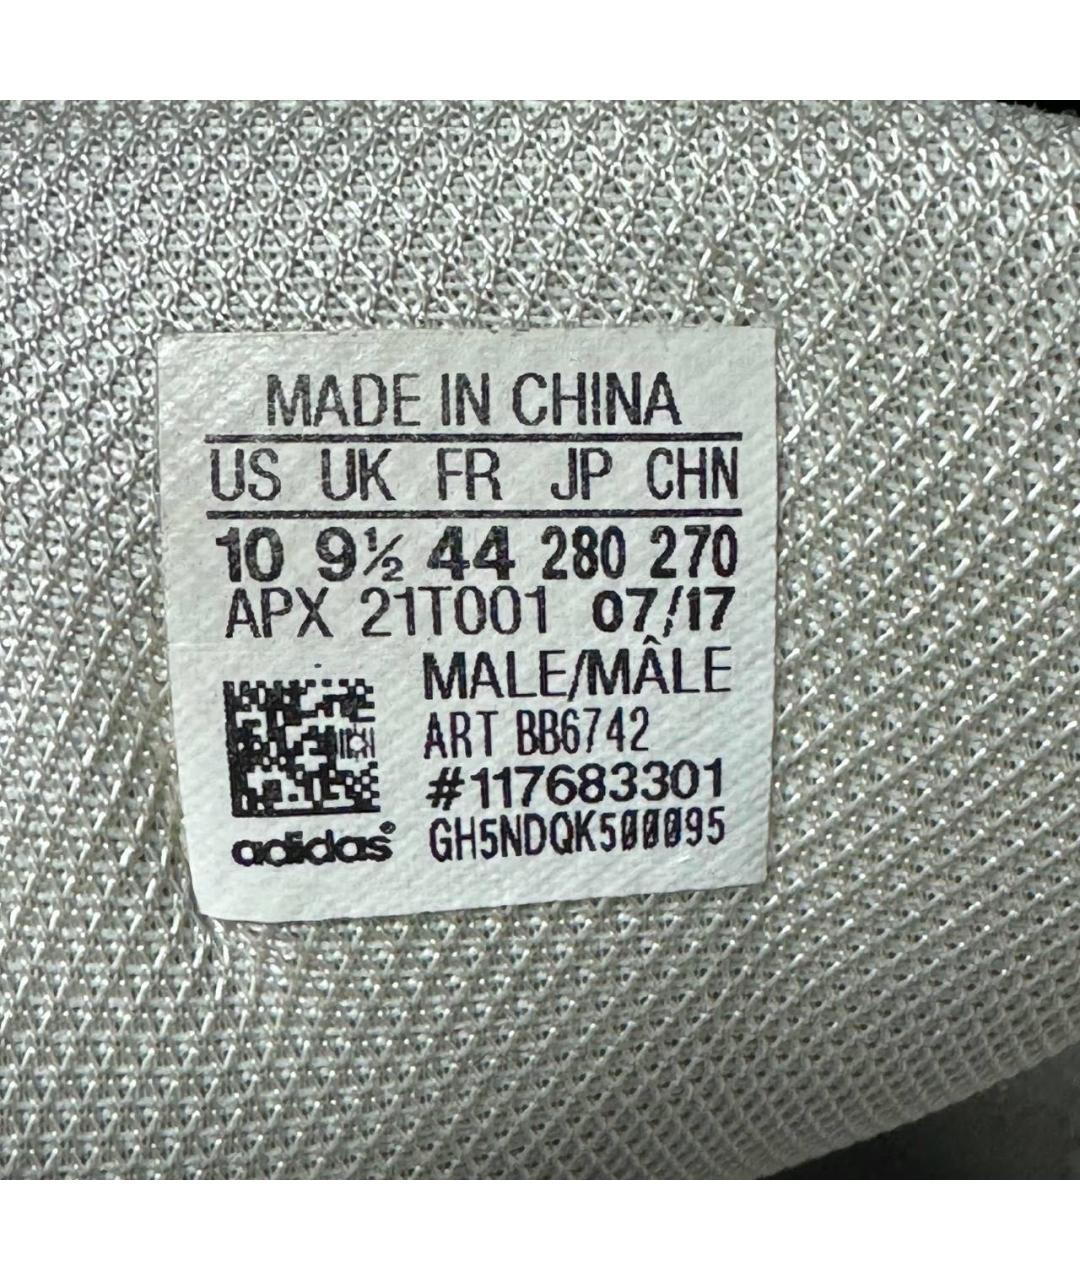 MADE IN CHINA
US UK FR JP CHN
10 9½ 44 280 270
APX 21T001 07/17
MALE/MÂLE
ART BB6742
#117683301
GH5NDQK500095
adidas®